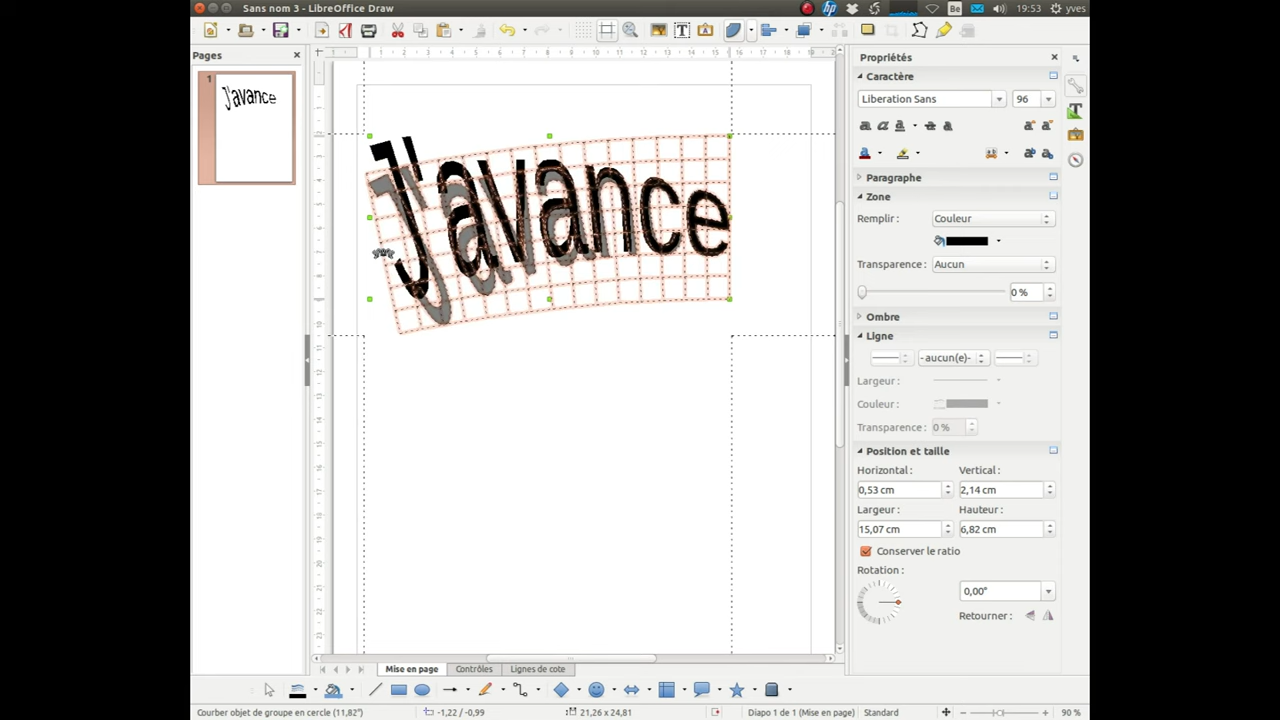 Sans nom 3 - LibreOffice Draw
Be
19:53
yves
Pages
1
J'avance
J'avance
Propriétés
Caractère
Liberation Sans
96
Paragraphe
Zone
Remplir :
Couleur
Transparence :
Aucun
0 %
Ombre
Ligne
- aucun(e)-
Largeur :
Couleur :
Transparence :
0 %
Position et taille
Horizontal :
Vertical :
0,53 cm
2,14 cm
Largeur :
Hauteur :
15,07 cm
6,82 cm
Conserver le ratio
Rotation :
0,00°
Retourner :
Mise en page
Contrôles
Lignes de cote
Courber objet de groupe en cercle (11,82°)
-1,22 / -0,99
21,26 x 24,81
Diapo 1 de 1 (Mise en page)
Standard
90 %